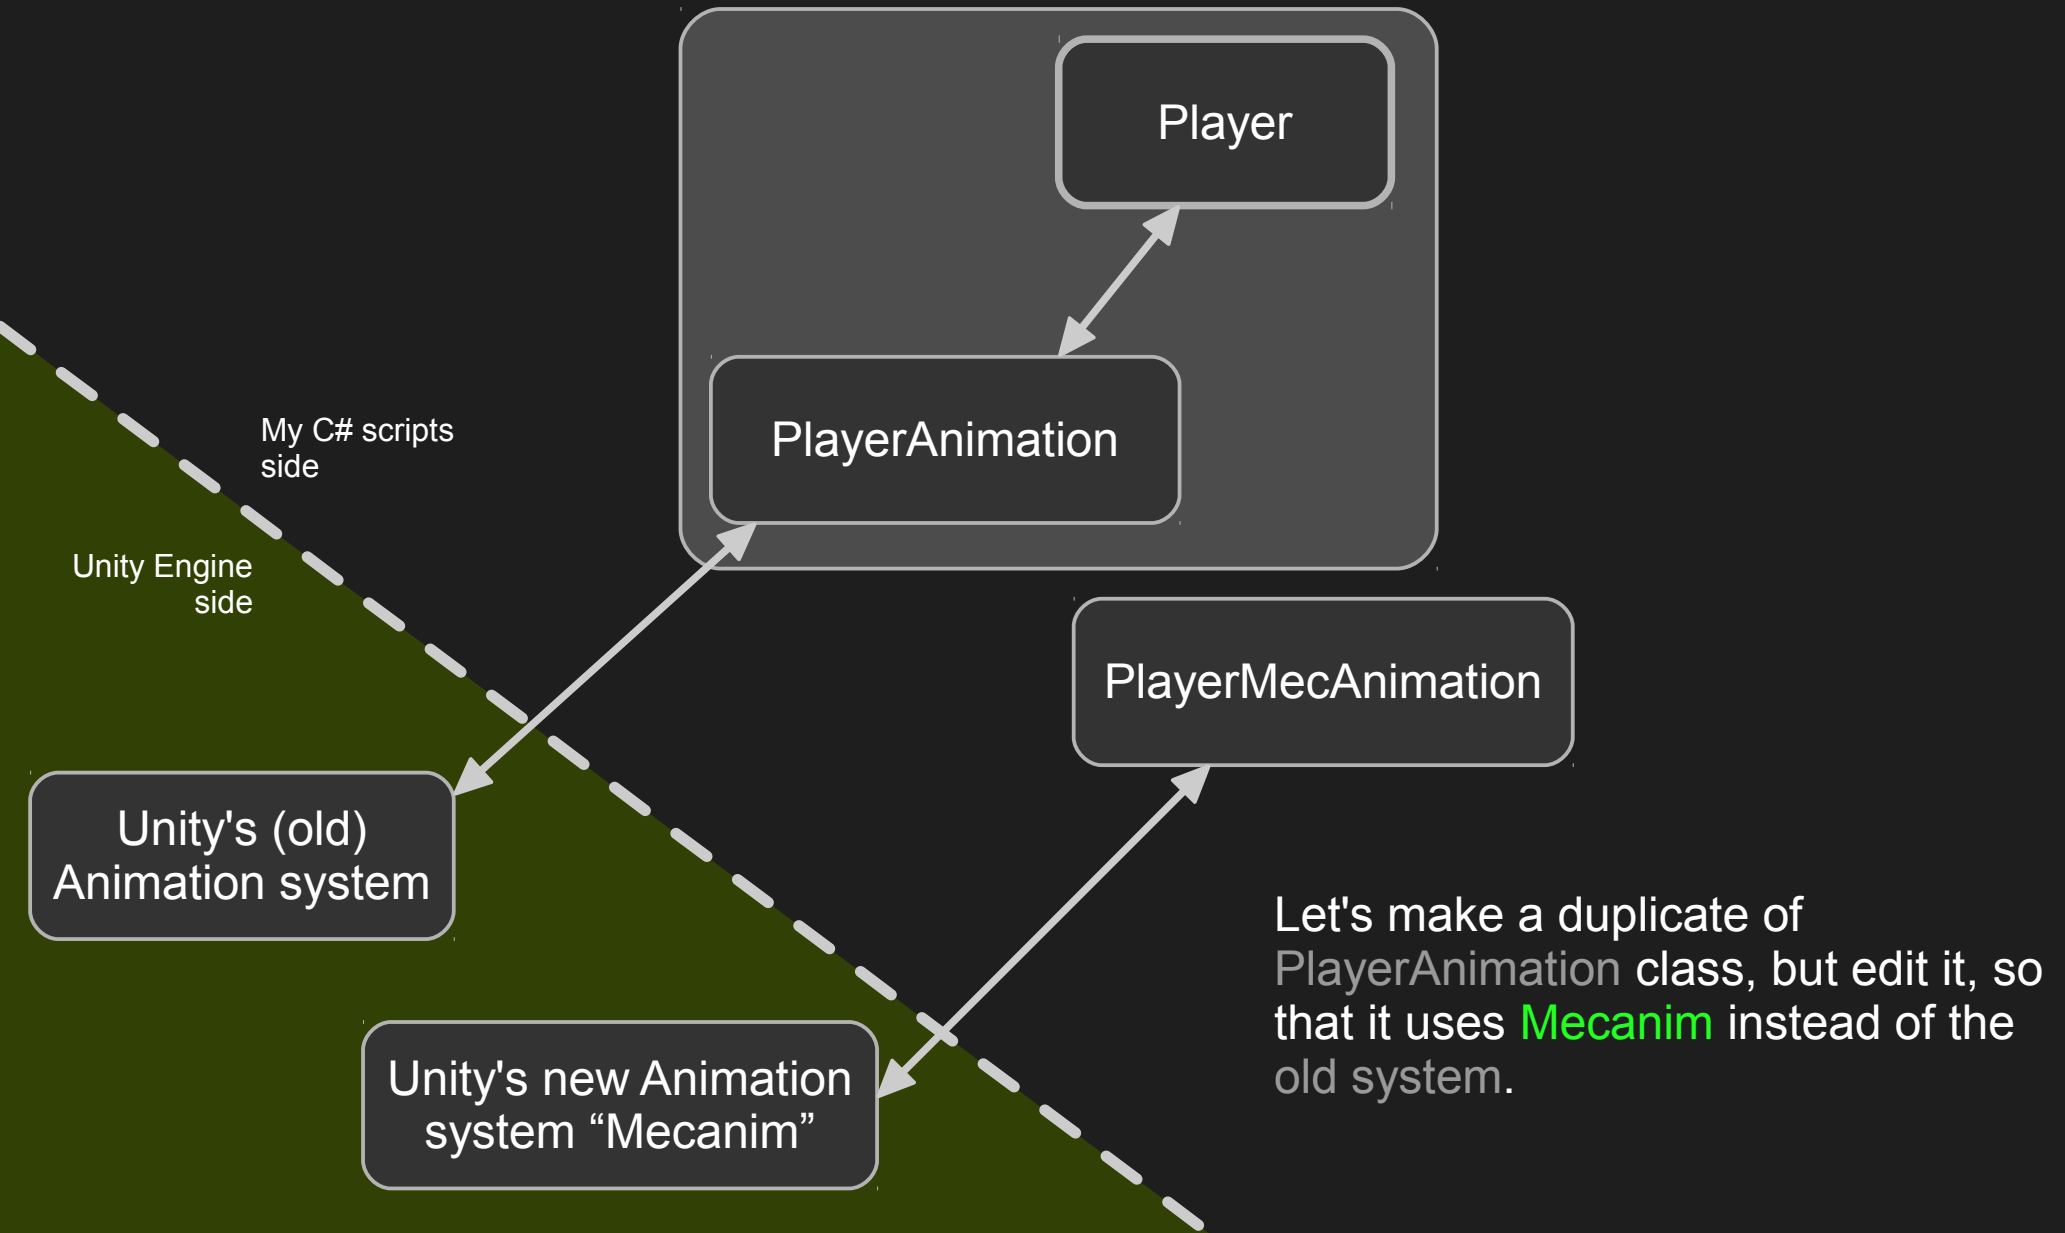 Player
PlayerAnimation
My C# scripts
side
Unity Engine
side
PlayerMecAnimation
Unity's (old)
Animation system
Unity's new Animation
system “Mecanim”
Let's make a duplicate of
PlayerAnimation class, but edit it, so
that it uses Mecanim instead of the
old system.